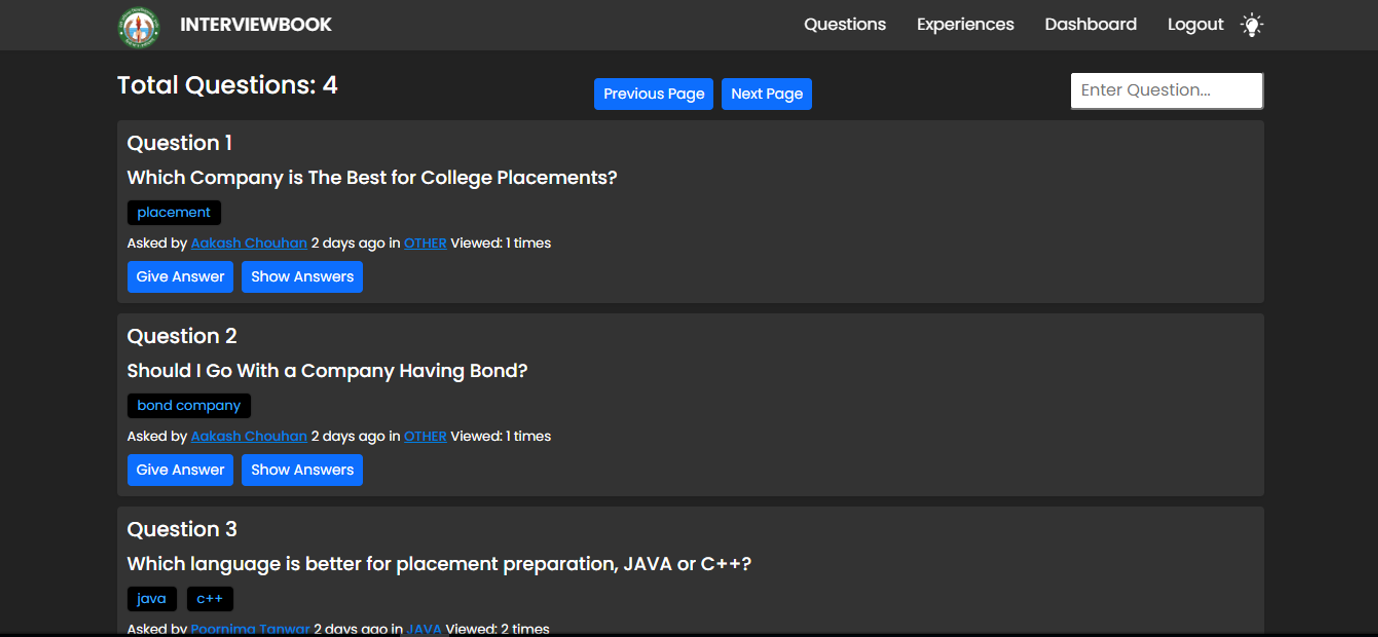 INTERVIEWBOOK Questions Experiences Dashboard Logout
Total Questions: 4 Previous Page Next Page Enter Question...
Question 1
Which Company is The Best for College Placements?
placement
Asked by Aakash Chouhan 2 days ago in OTHER Viewed: 1 times
Give Answer Show Answers
Question 2
Should I Go With a Company Having Bond?
bond company
Asked by Aakash Chouhan 2 days ago in OTHER Viewed: 1 times
Give Answer Show Answers
Question 3
Which language is better for placement preparation, JAVA or C++?
java c++
Asked by Poornima Tanwar 2 days ago in JAVA Viewed: 2 times